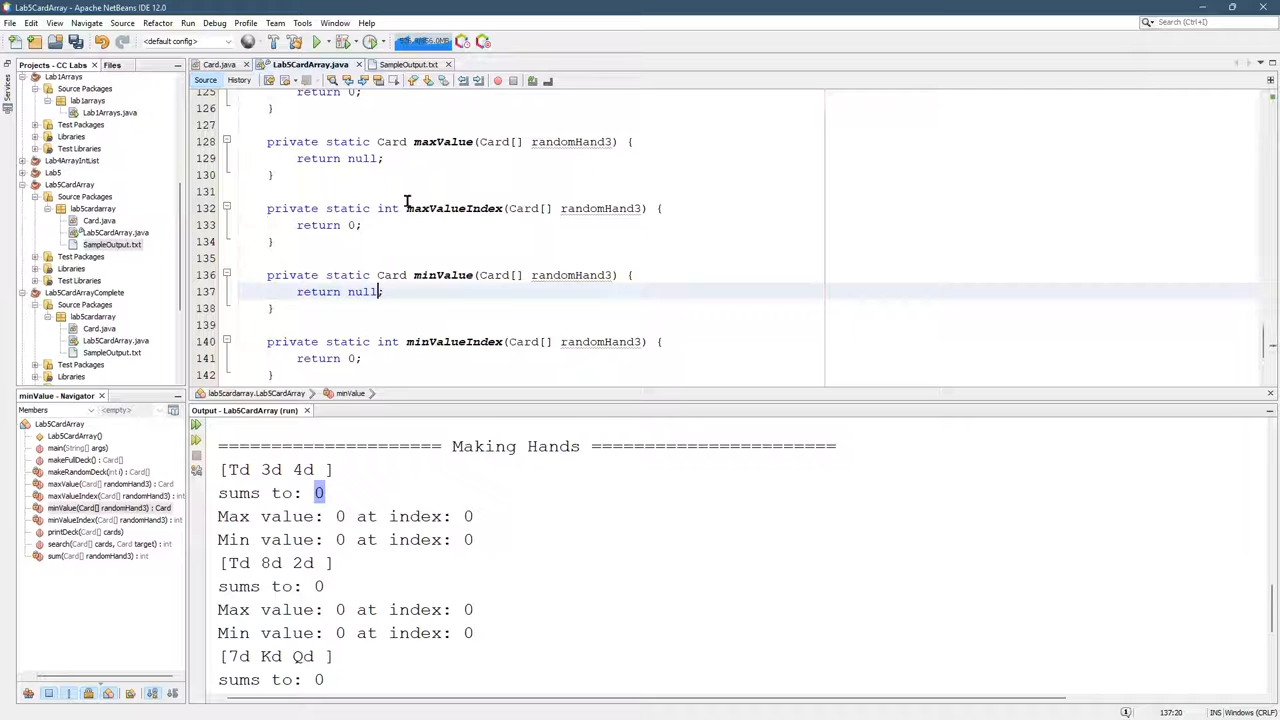 Lab5CardArray - Apache NetBeans IDE 12.0
File Edit View Navigate Source Refactor Run Debug Profile Team Tools Window Help
Search (Ctrl+I)
<default config>
Projects - CC Labs Files
Card.java Lab5CardArray.java SampleOutput.txt
Services
Source History
Lab1Arrays
Source Packages
lab1arrays
Lab1Arrays.java
Test Packages
Libraries
Test Libraries
Lab4ArrayIntList
Lab5
Lab5CardArray
Source Packages
lab5cardarray
Card.java
Lab5CardArray.java
SampleOutput.txt
Test Packages
Libraries
Test Libraries
Lab5CardArrayComplete
Source Packages
lab5cardarray
Card.java
Lab5CardArray.java
SampleOutput.txt
Test Packages
Libraries
125 return 0;
126 }
127
128 private static Card maxValue(Card[] randomHand3) {
129 return null;
130 }
131
132 private static int maxValueIndex(Card[] randomHand3) {
133 return 0;
134 }
135
136 private static Card minValue(Card[] randomHand3) {
137 return null;
138 }
139
140 private static int minValueIndex(Card[] randomHand3) {
141 return 0;
142 }
lab5cardarray.Lab5CardArray minValue
minValue - Navigator
Members <empty>
Lab5CardArray
Lab5CardArray()
main(String[] args)
makeFullDeck() : Card[]
makeRandomDeck(int i) : Card[]
maxValue(Card[] randomHand3) : Card
maxValueIndex(Card[] randomHand3) : int
minValue(Card[] randomHand3) : Card
minValueIndex(Card[] randomHand3) : int
printDeck(Card[] cards)
search(Card[] cards, Card target) : int
sum(Card[] randomHand3) : int
Output - Lab5CardArray (run)
===================== Making Hands =======================
[Td 3d 4d ]
sums to: 0
Max value: 0 at index: 0
Min value: 0 at index: 0
[Td 8d 2d ]
sums to: 0
Max value: 0 at index: 0
Min value: 0 at index: 0
[7d Kd Qd ]
sums to: 0
137:20 INS Windows (CRLF)